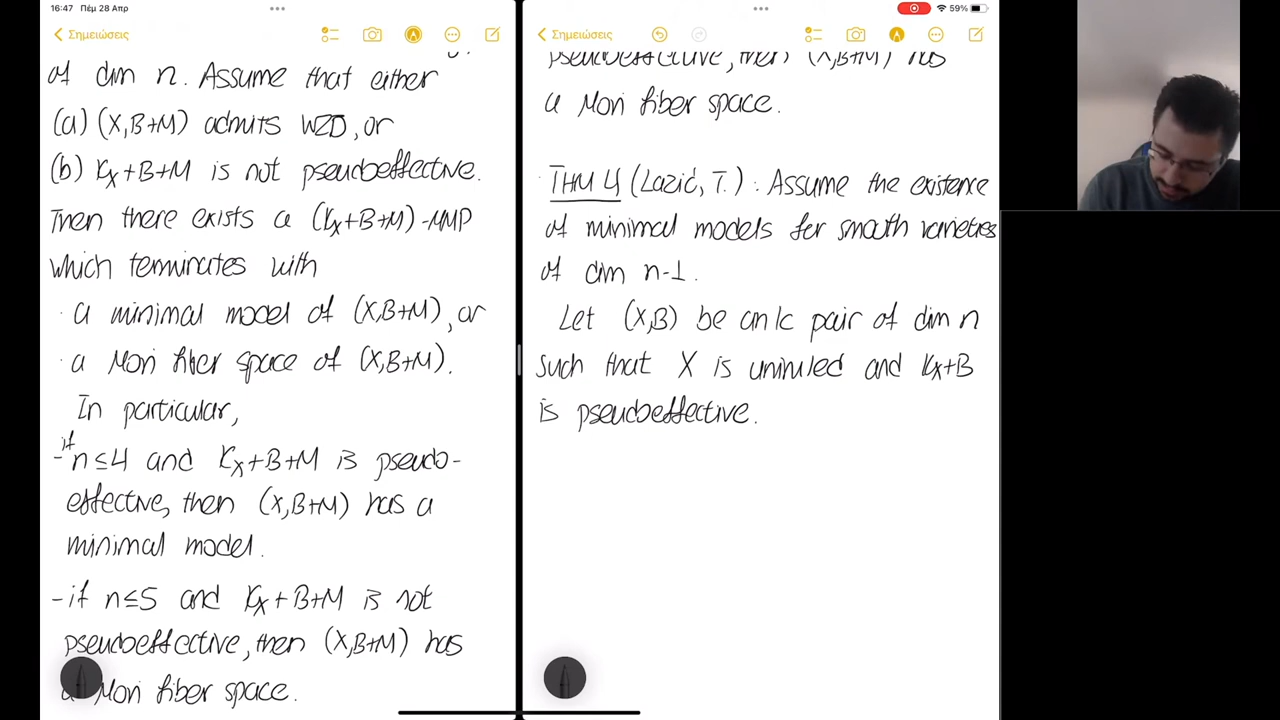 16:47 Πέμ 28 Απρ
59%
Σημειώσεις
of dim n. Assume that either
(a) (X,B+M) admits WZD, or
(b) K_X+B+M is not pseudoeffective.
Then there exists a (K_X+B+M)-MMP
which terminates with
· a minimal model of (X,B+M), or
· a Mori fiber space of (X,B+M).
In particular,
- if n≤4 and K_X+B+M is pseudo-
effective, then (X,B+M) has a
minimal model.
- if n≤5 and K_X+B+M is not
pseudoeffective, then (X,B+M) has
a Mori fiber space.
Σημειώσεις
pseudoeffective, then (X,B+M) has
a Mori fiber space.
THM 4 (Lazić, T.): Assume the existence
of minimal models for smooth varieties
of dim n-1.
Let (X,B) be an lc pair of dim n
such that X is uniruled and K_X+B
is pseudoeffective.